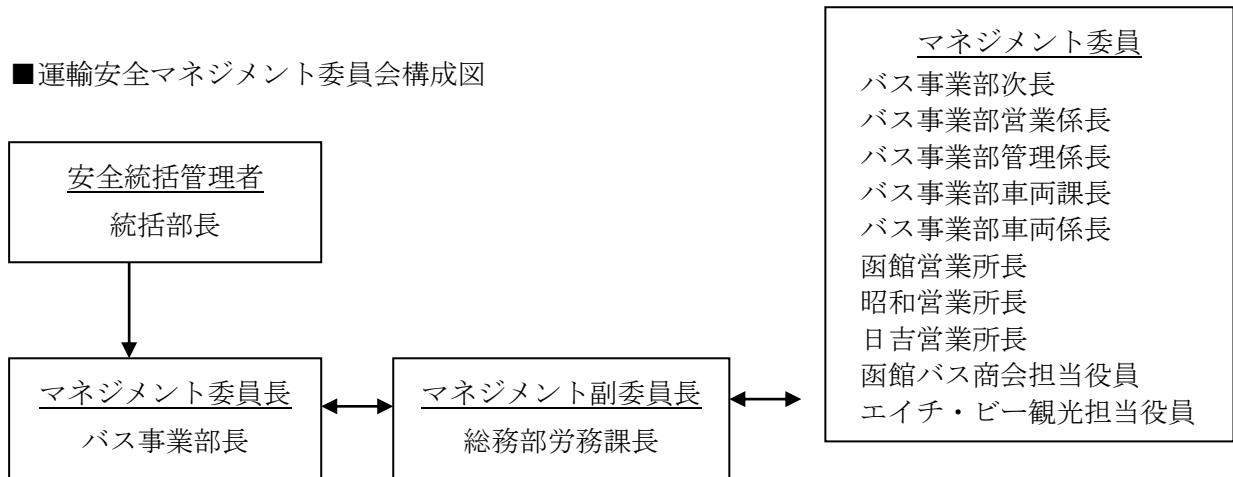 ■運輸安全マネジメント委員会構成図
安全統括管理者
統括部長
マネジメント委員長
バス事業部長
マネジメント副委員長
総務部労務課長
マネジメント委員
バス事業部次長
バス事業部営業係長
バス事業部管理係長
バス事業部車両課長
バス事業部車両係長
函館営業所長
昭和営業所長
日吉営業所長
函館バス商会担当役員
エイチ・ビー観光担当役員